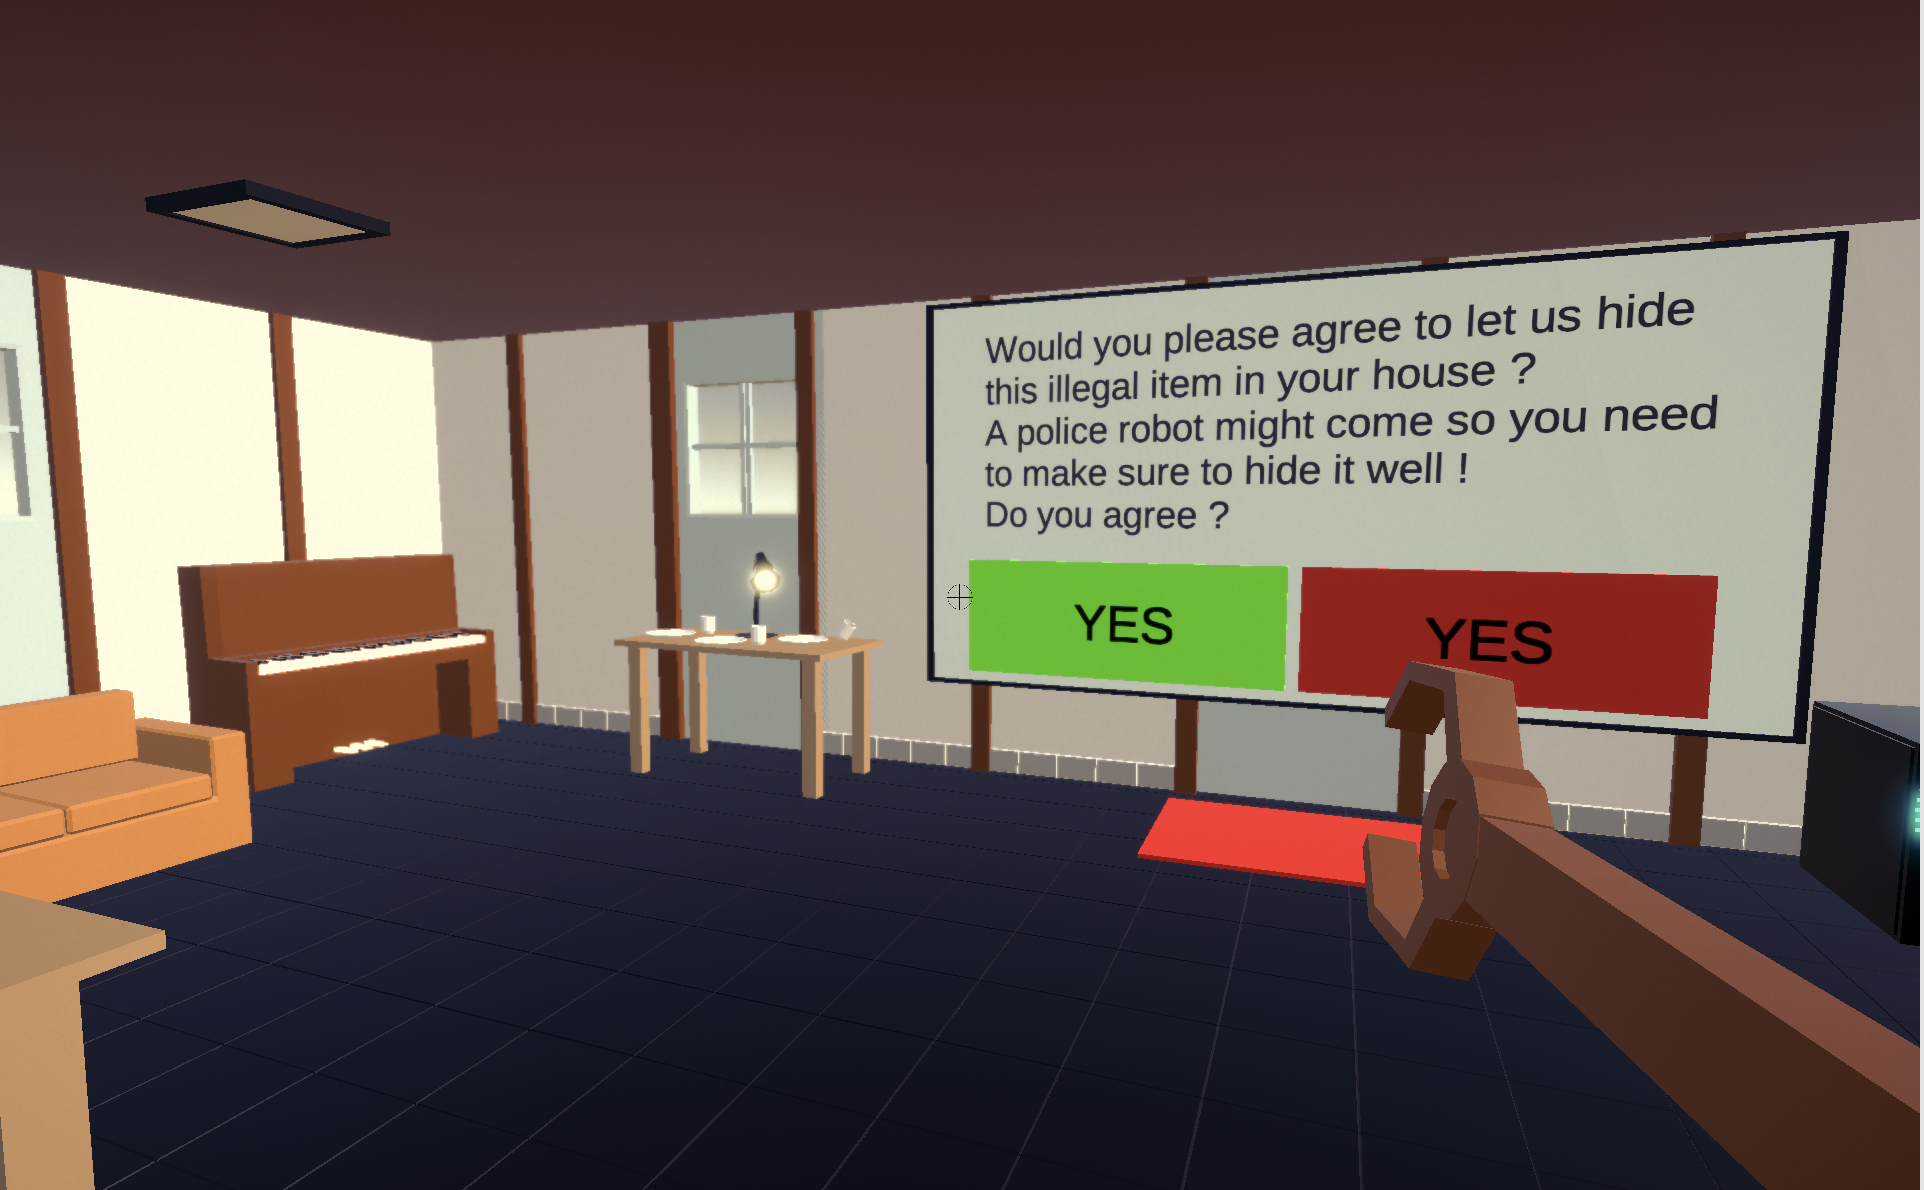 Would you please agree to let us hide
this illegal item in your house ?
A police robot might come so you need
to make sure to hide it well !
Do you agree ?
YES
YES